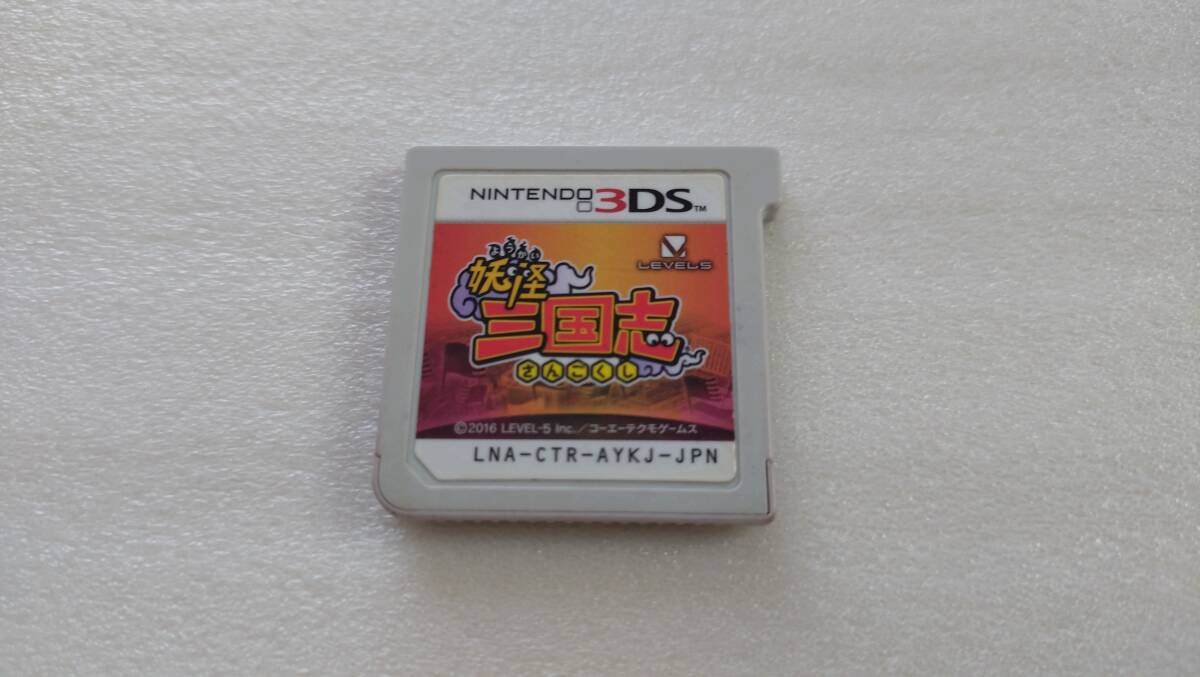 NINTENDO 3DS™
LEVEL5
ようかい
妖怪
三国志
さんごくし
©2016 LEVEL-5 Inc./コーエーテクモゲームス
LNA-CTR-AYKJ-JPN